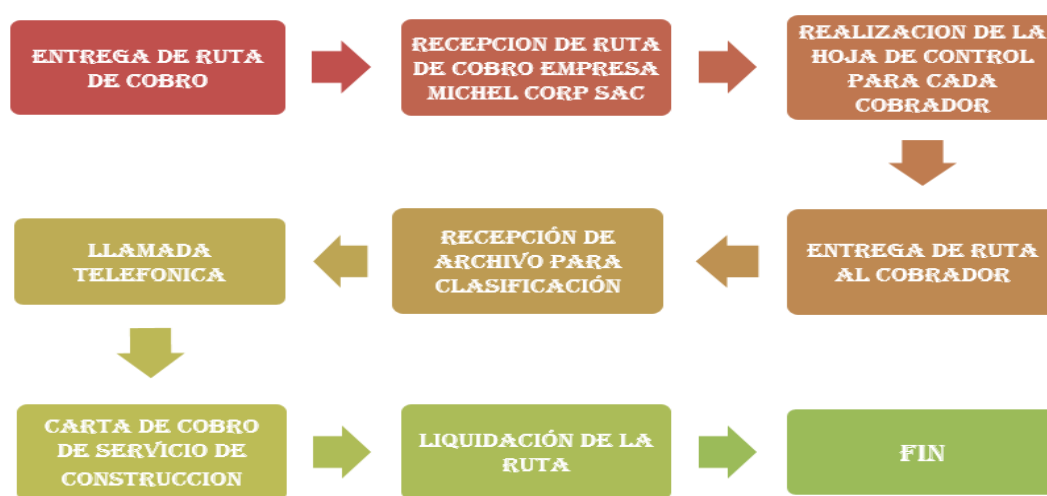 ENTREGA DE RUTA
DE COBRO
RECEPCION DE RUTA
DE COBRO EMPRESA
MICHEL CORP SAC
REALIZACION DE LA
HOJA DE CONTROL
PARA CADA
COBRADOR
ENTREGA DE RUTA
AL COBRADOR
RECEPCIÓN DE
ARCHIVO PARA
CLASIFICACIÓN
LLAMADA
TELEFONICA
CARTA DE COBRO
DE SERVICIO DE
CONSTRUCCION
LIQUIDACIÓN DE LA
RUTA
FIN